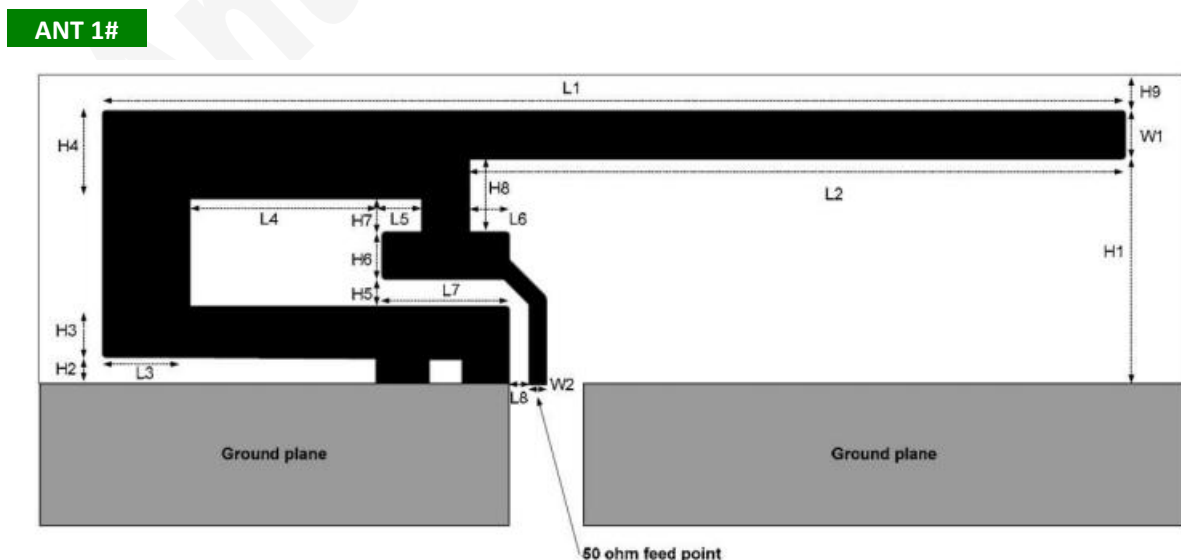 ANT 1#
L1
H9
H4
W1
H8
L2
L4
H7
L5
L6
H1
H6
H5
L7
H3
H2
L3
L8
W2
Ground plane
Ground plane
50 ohm feed point